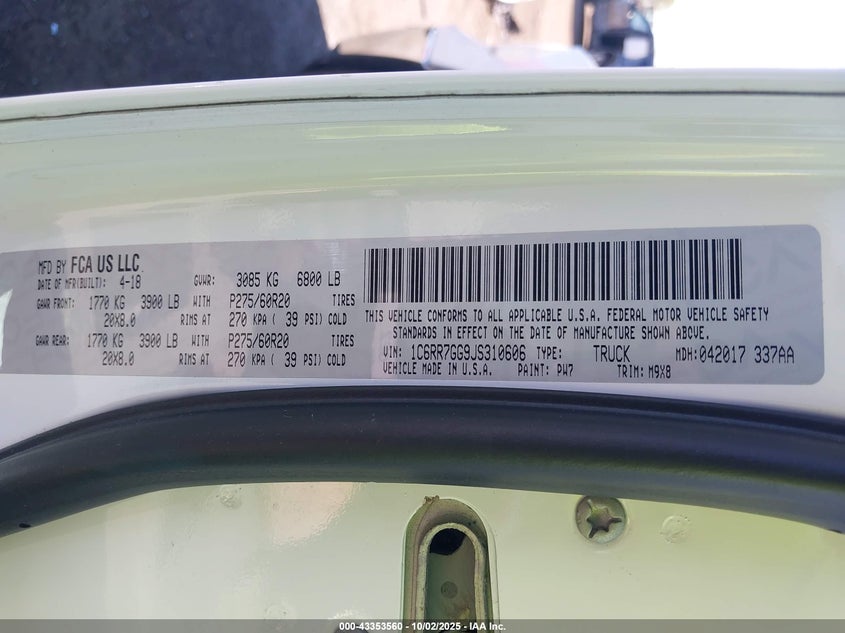 MFD BY FCA US LLC
DATE OF MFR(BUILT): 4-18 GVWR: 3085 KG 6800 LB
GAWR FRONT: 1770 KG 3900 LB WITH P275/60R20 TIRES
20X8.0 RIMS AT 270 KPA ( 39 PSI) COLD
GAWR REAR: 1770 KG 3900 LB WITH P275/60R20 TIRES
20X8.0 RIMS AT 270 KPA ( 39 PSI) COLD
THIS VEHICLE CONFORMS TO ALL APPLICABLE U.S.A. FEDERAL MOTOR VEHICLE SAFETY
STANDARDS IN EFFECT ON THE DATE OF MANUFACTURE SHOWN ABOVE.
VIN: 1C6RR7GG9JS310606 TYPE: TRUCK MDH: 042017 337AA
VEHICLE MADE IN U.S.A. PAINT: PW7 TRIM: M9X8
000-43353560 - 10/02/2025 - IAA Inc.